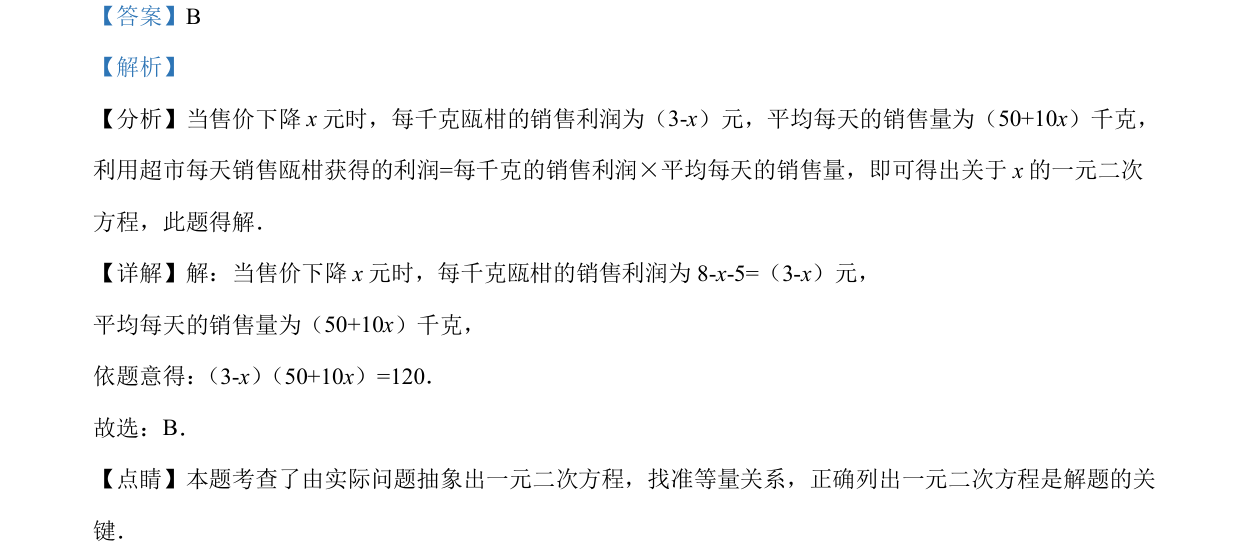 【答案】B
【解析】
【分析】当售价下降 x 元时，每千克瓯柑的销售利润为（3-x）元，平均每天的销售量为（50+10x）千克，
利用超市每天销售瓯柑获得的利润=每千克的销售利润×平均每天的销售量，即可得出关于 x 的一元二次
方程，此题得解．
【详解】解：当售价下降 x 元时，每千克瓯柑的销售利润为 8-x-5=（3-x）元，
平均每天的销售量为（50+10x）千克，
依题意得：（3-x）（50+10x）=120．
故选：B．
【点睛】本题考查了由实际问题抽象出一元二次方程，找准等量关系，正确列出一元二次方程是解题的关
键．